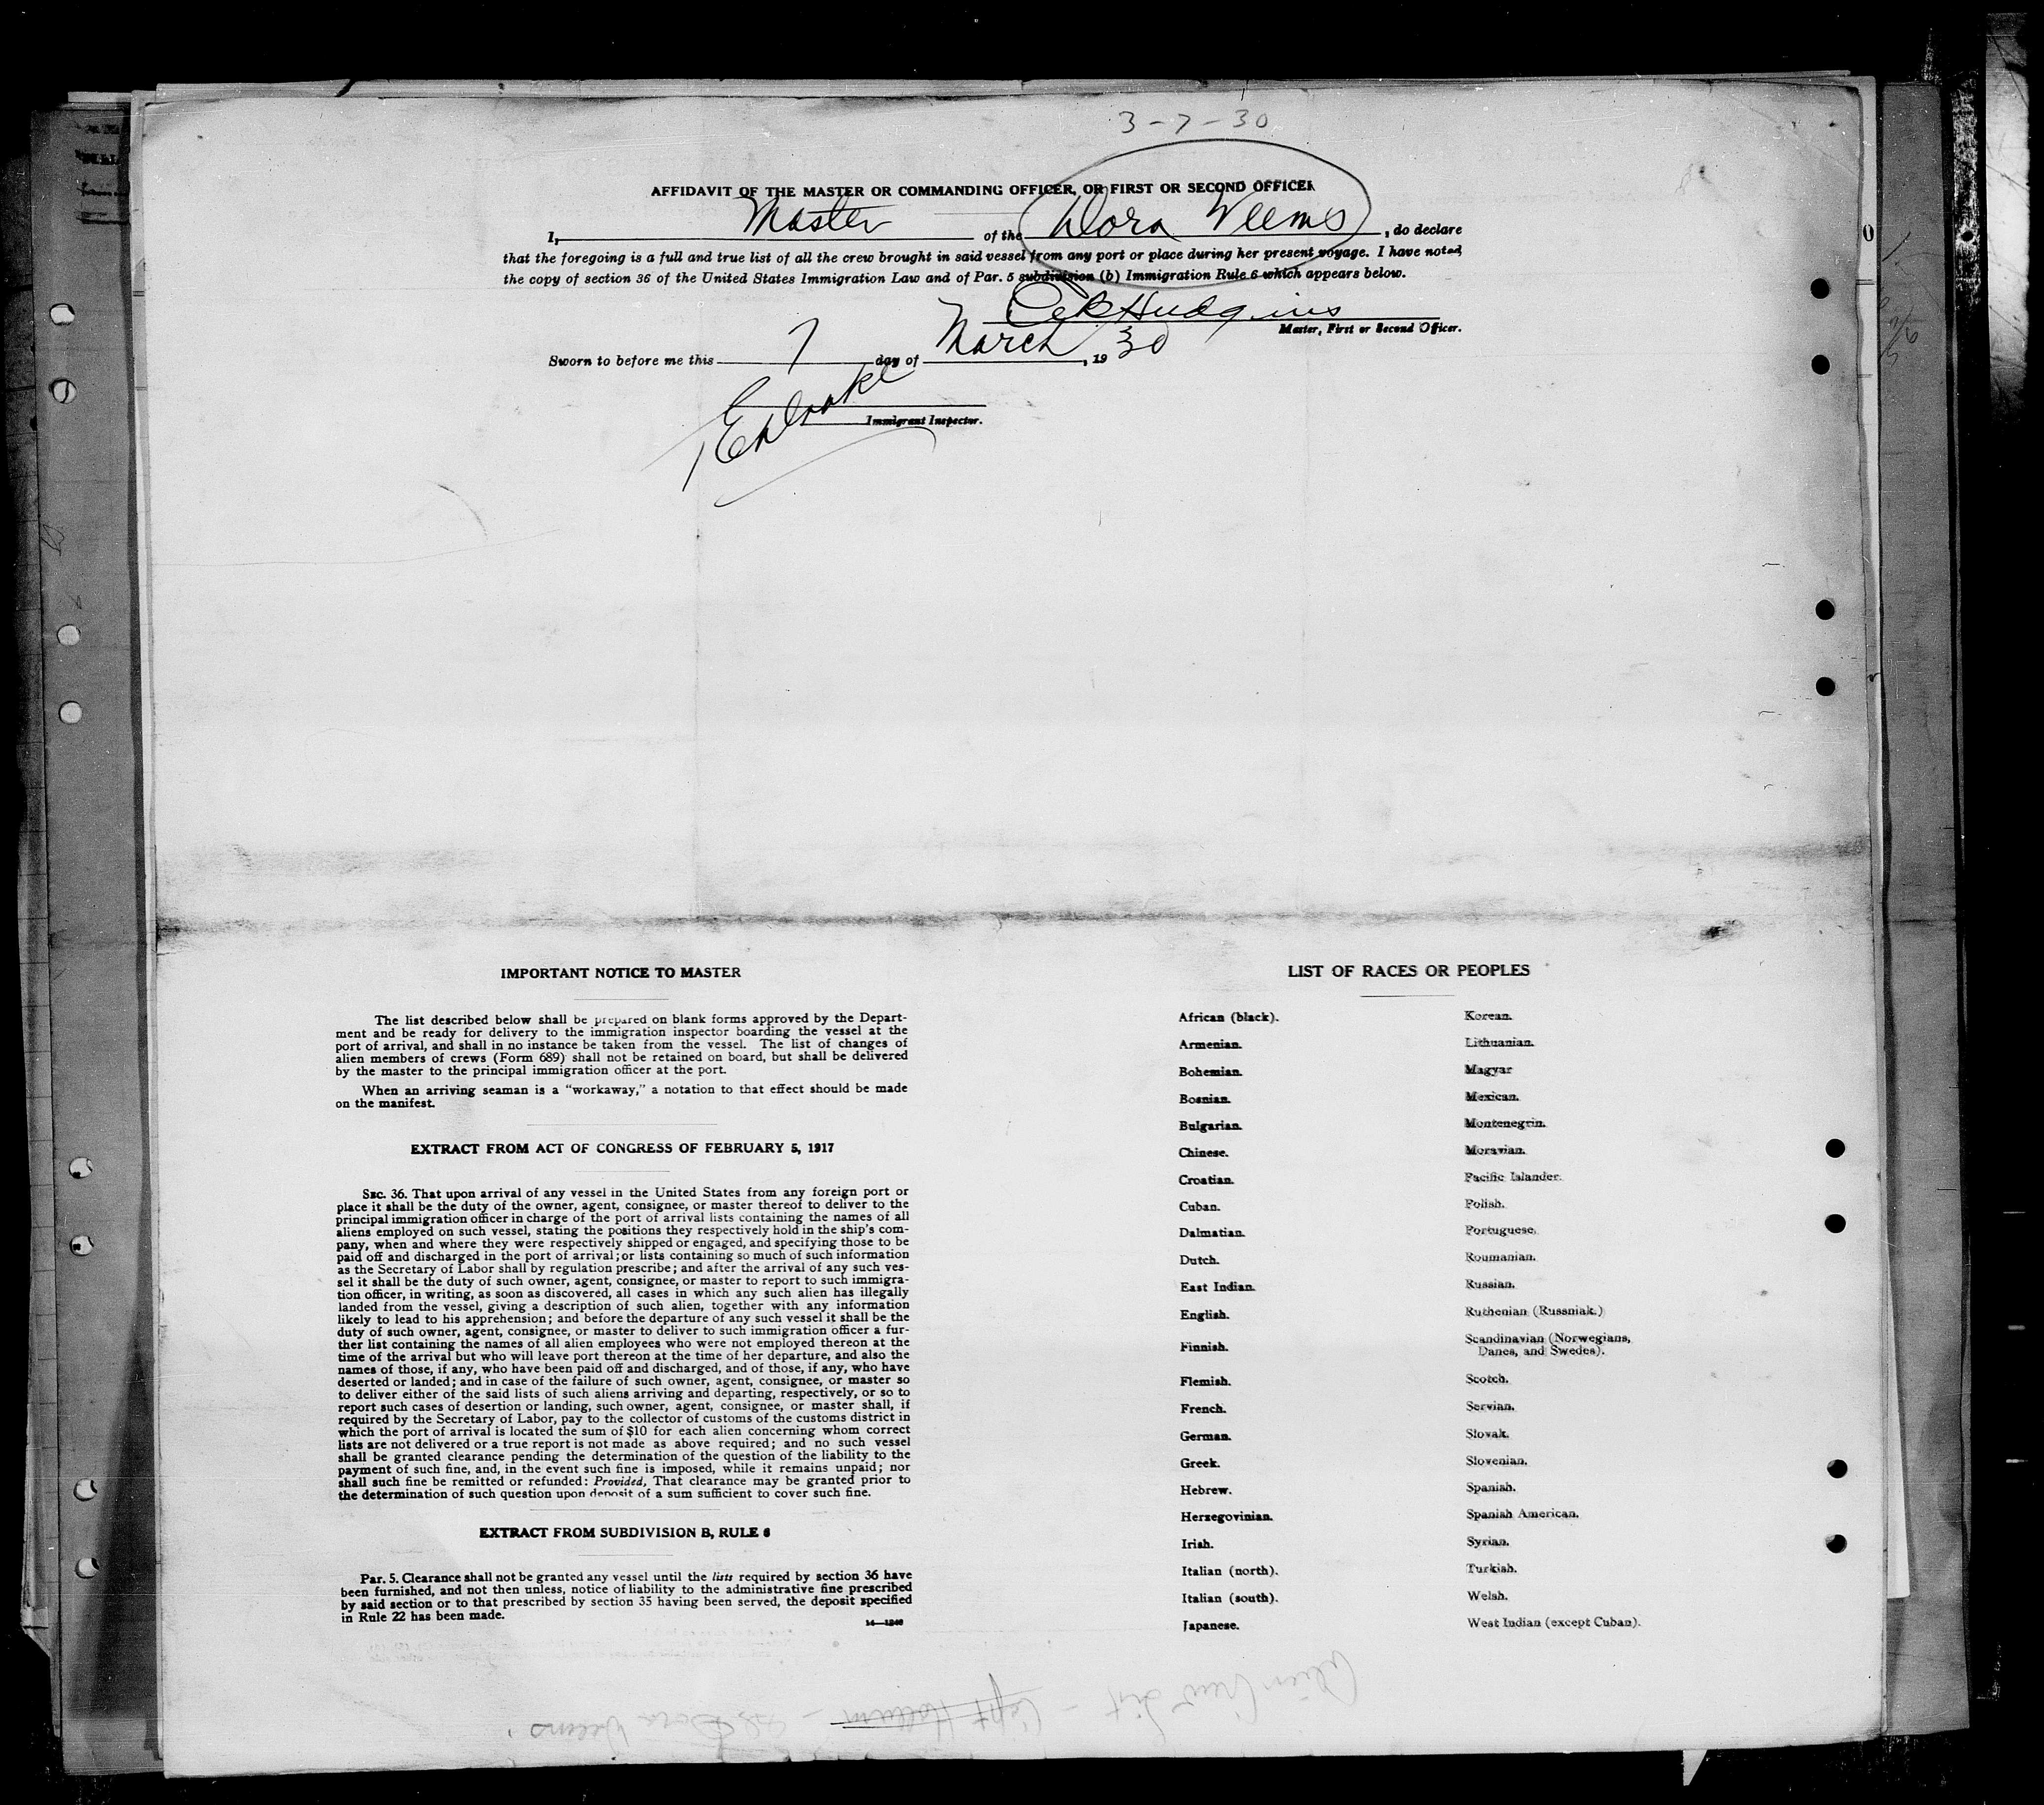 3-7-30
AFFIDAVIT OF THE MASTER OR COMMANDING OFFICER, OR FIRST OR SECOND OFFICER
I, Master of the Dora Weems, do declare
that the foregoing is a full and true list of all the crew brought in said vessel from any port or place during her present voyage. I have noted
the copy of section 36 of the United States Immigration Law and of Par. 5 subdivision (b) Immigration Rule 6 which appears below.
Hudgins
Master, First or Second Officer.
Sworn to before me this 7 day of March, 1930
Immigrant Inspector.
IMPORTANT NOTICE TO MASTER
The list described below shall be prepared on blank forms approved by the Depart-
ment and be ready for delivery to the immigration inspector boarding the vessel at the
port of arrival, and shall in no instance be taken from the vessel. The list of changes of
alien members of crews (Form 689) shall not be retained on board, but shall be delivered
by the master to the principal immigration officer at the port.
When an arriving seaman is a "workaway," a notation to that effect should be made
on the manifest.
EXTRACT FROM ACT OF CONGRESS OF FEBRUARY 5, 1917
SEC. 36. That upon arrival of any vessel in the United States from any foreign port or
place it shall be the duty of the owner, agent, consignee, or master thereof to deliver to the
principal immigration officer in charge of the port of arrival lists containing the names of all
aliens employed on such vessel, stating the positions they respectively hold in the ship's com-
pany, when and where they were respectively shipped or engaged, and specifying those to be
paid off and discharged in the port of arrival; or lists containing so much of such information
as the Secretary of Labor shall by regulation prescribe; and after the arrival of any such ves-
sel it shall be the duty of such owner, agent, consignee, or master to report to such immigra-
tion officer, in writing, as soon as discovered, all cases in which any such alien has illegally
landed from the vessel, giving a description of such alien, together with any information
likely to lead to his apprehension; and before the departure of any such vessel it shall be the
duty of such owner, agent, consignee, or master to deliver to such immigration officer a fur-
ther list containing the names of all alien employees who were not employed thereon at the
time of the arrival but who will leave port thereon at the time of her departure, and also the
names of those, if any, who have been paid off and discharged, and of those, if any, who have
deserted or landed; and in case of the failure of such owner, agent, consignee, or master so
to deliver either of the said lists of such aliens arriving and departing, respectively, or so to
report such cases of desertion or landing, such owner, agent, consignee, or master shall, if
required by the Secretary of Labor, pay to the collector of customs of the customs district in
which the port of arrival is located the sum of $10 for each alien concerning whom correct
lists are not delivered or a true report is not made as above required; and no such vessel
shall be granted clearance pending the determination of the question of the liability to the
payment of such fine, and, in the event such fine is imposed, while it remains unpaid; nor
shall such fine be remitted or refunded: Provided, That clearance may be granted prior to
the determination of such question upon deposit of a sum sufficient to cover such fine.
EXTRACT FROM SUBDIVISION B, RULE 6
Par. 5. Clearance shall not be granted any vessel until the lists required by section 36 have
been furnished, and not then unless, notice of liability to the administrative fine prescribed
by said section or to that prescribed by section 35 having been served, the deposit specified
in Rule 22 has been made.
14—1240
LIST OF RACES OR PEOPLES
African (black).
Armenian.
Bohemian.
Bosnian.
Bulgarian.
Chinese.
Croatian.
Cuban.
Dalmatian.
Dutch.
East Indian.
English.
Finnish.
Flemish.
French.
German.
Greek.
Hebrew.
Herzegovinian.
Irish.
Italian (north).
Italian (south).
Japanese.
Korean.
Lithuanian.
Magyar
Mexican.
Montenegrin.
Moravian.
Pacific Islander.
Polish.
Portuguese.
Roumanian.
Russian.
Ruthenian (Russniak.)
Scandinavian (Norwegians,
Danes, and Swedes).
Scotch.
Servian.
Slovak.
Slovenian.
Spanish.
Spanish American.
Syrian.
Turkish.
Welsh.
West Indian (except Cuban).
Alien Crew List - Capt - Dora Weems